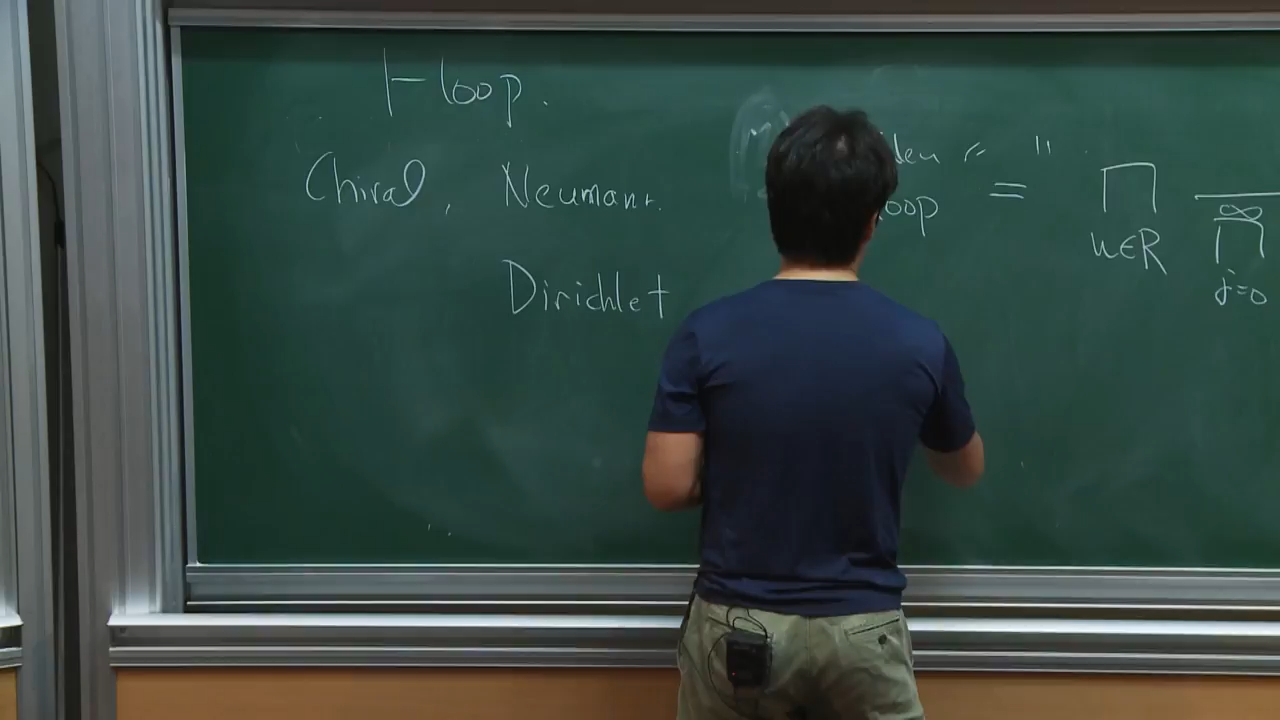 1-loop.
Chiral, Neumann.
Dirichlet
" "
loop = ∏ ∏
w∈R
∞
j=0